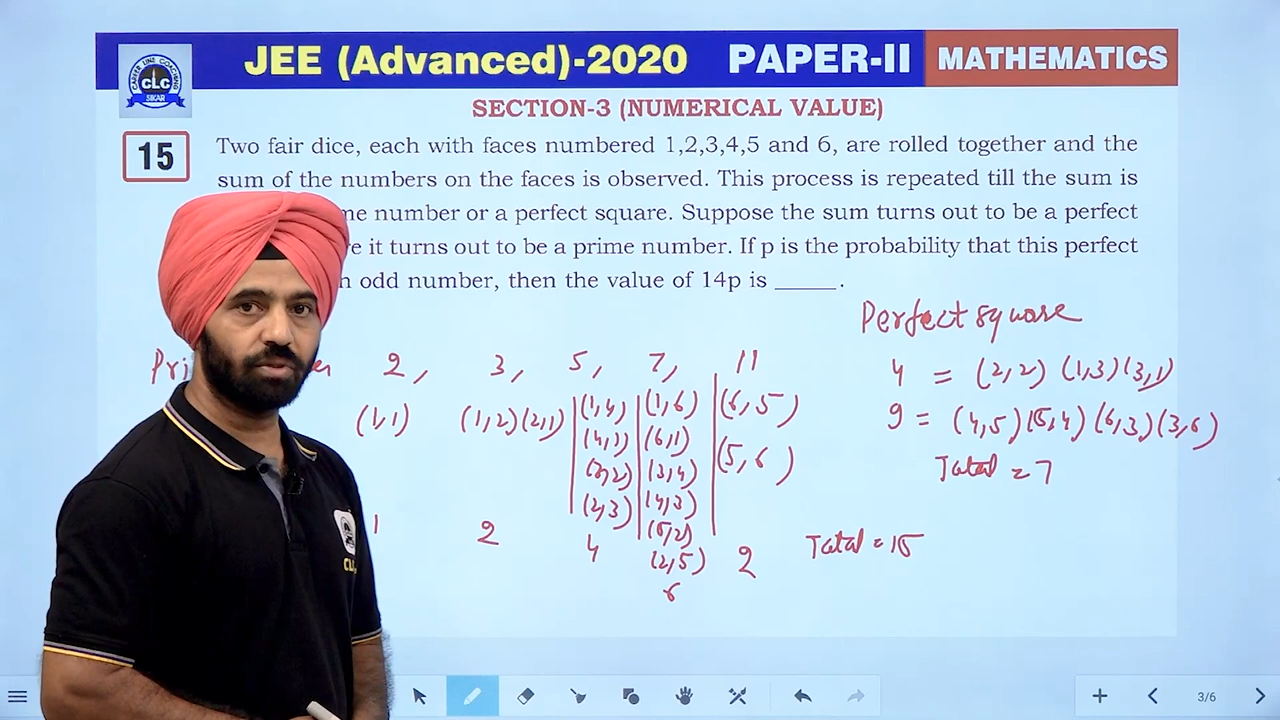 JEE (Advanced)-2020 PAPER-II MATHEMATICS
CAREER LINE COACHING
CLC
SIKAR
SECTION-3 (NUMERICAL VALUE)
15 Two fair dice, each with faces numbered 1,2,3,4,5 and 6, are rolled together and the
sum of the numbers on the faces is observed. This process is repeated till the sum is
number or a perfect square. Suppose the sum turns out to be a perfect
it turns out to be a prime number. If p is the probability that this perfect
odd number, then the value of 14p is _____.
Perfect square
2, 3, 5, 7, 11
4 = (2,2) (1,3) (3,1)
(1,1) (1,2) (2,1) (1,4) (1,6) (6,5)
9 = (4,5) (5,4) (6,3) (3,6)
(4,1) (6,1) (5,6)
(3,2) (3,4)
Total = 7
(2,3) (4,3)
1 2 (5,2)
4 (2,5) 2 Total = 15
6
CL
3/6